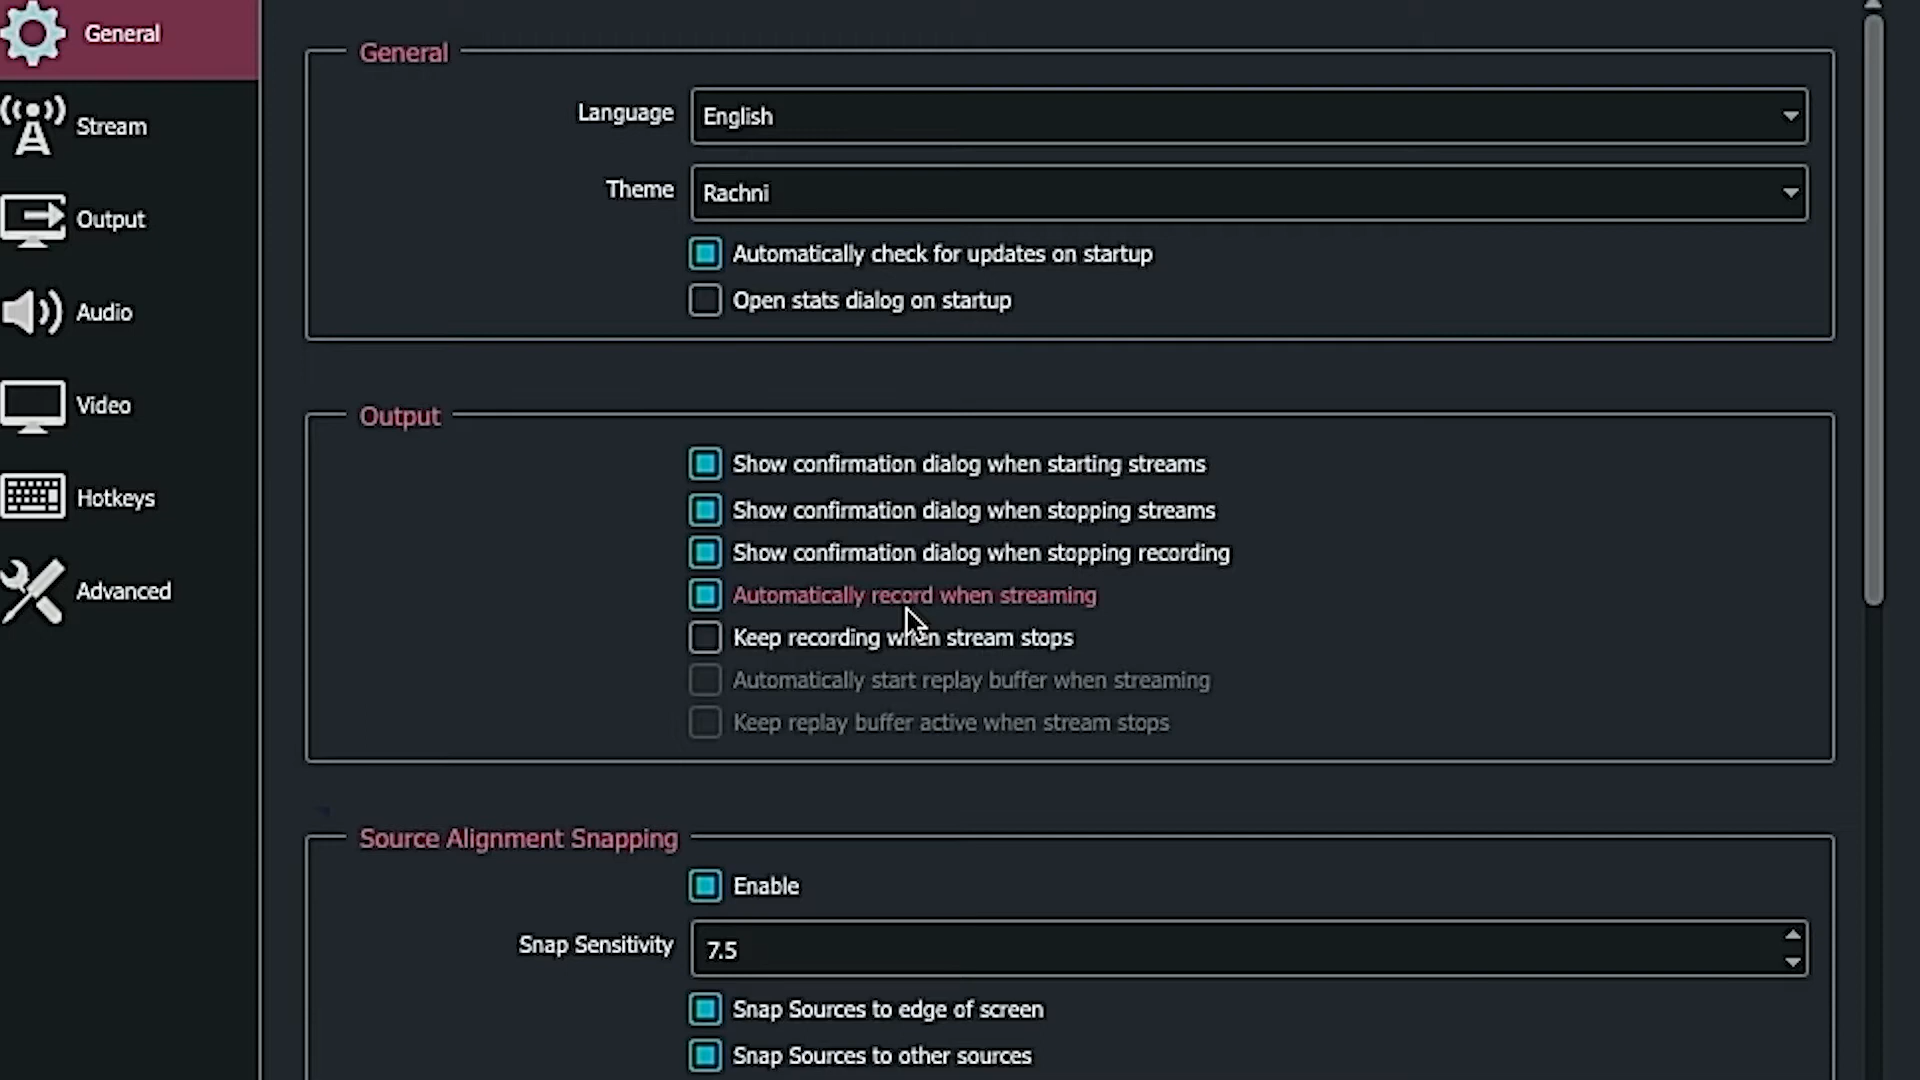 General
Stream
Output
Audio
Video
Hotkeys
Advanced
General
Language English
Theme Rachni
Automatically check for updates on startup
Open stats dialog on startup
Output
Show confirmation dialog when starting streams
Show confirmation dialog when stopping streams
Show confirmation dialog when stopping recording
Automatically record when streaming
Keep recording when stream stops
Automatically start replay buffer when streaming
Keep replay buffer active when stream stops
Source Alignment Snapping
Enable
Snap Sensitivity 7.5
Snap Sources to edge of screen
Snap Sources to other sources